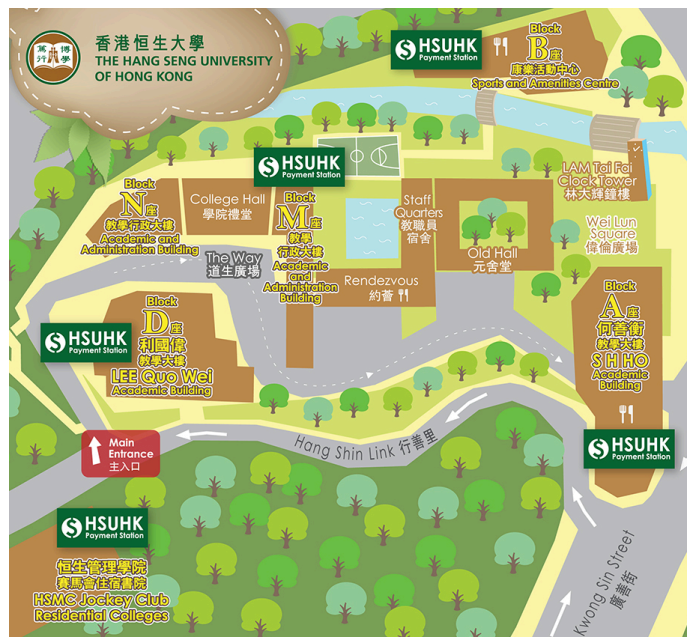 博學
篤行
香港恒生大學
THE HANG SENG UNIVERSITY
OF HONG KONG
HSUHK
Payment Station
Block
B座
康樂活動中心
Sports and Amenities Centre
HSUHK
Payment Station
LAM Tai Fai
Clock Tower
林大輝鐘樓
Block
N座
教學行政大樓
Academic and
Administration Building
College Hall
學院禮堂
Block
M座
教學
行政大樓
Academic
and
Administration
Building
Staff
Quarters
教職員
宿舍
Old Hall
元舍堂
Wei Lun
Square
偉倫廣場
The Way
道生廣場
Rendezvous
約薈
Block
D座
利國偉
教學大樓
LEE Quo Wei
Academic Building
HSUHK
Payment Station
Block
A座
何善衡
教學大樓
S H HO
Academic
Building
HSUHK
Payment Station
Main
Entrance
主入口
Hang Shin Link 行善里
HSUHK
Payment Station
恒生管理學院
賽馬會住宿書院
HSMC Jockey Club
Residential Colleges
Kwong Sin Street
廣善街